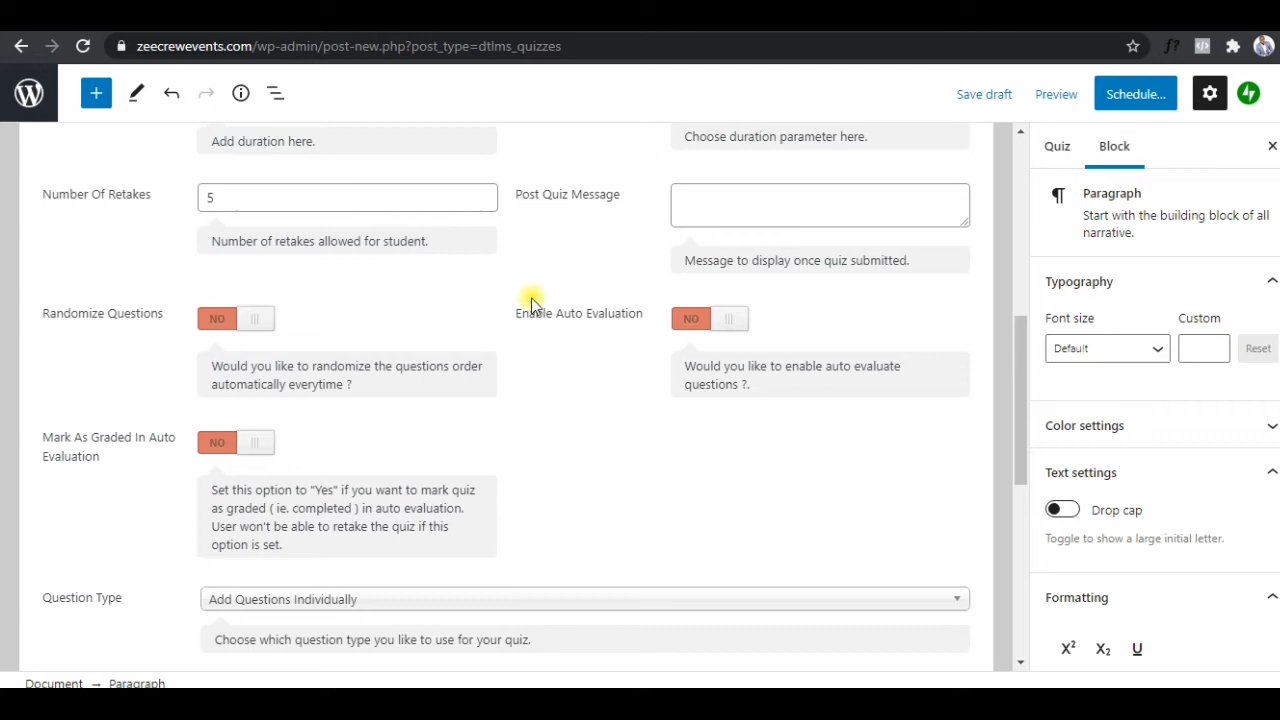 zeecrewevents.com/wp-admin/post-new.php?post_type=dtlms_quizzes
f?
Save draft
Preview
Schedule...
Add duration here.
Choose duration parameter here.
Number Of Retakes
5
Number of retakes allowed for student.
Post Quiz Message
Message to display once quiz submitted.
Randomize Questions
NO
Would you like to randomize the questions order
automatically everytime ?
Enable Auto Evaluation
NO
Would you like to enable auto evaluate
questions ?.
Mark As Graded In Auto
Evaluation
NO
Set this option to "Yes" if you want to mark quiz
as graded ( ie. completed ) in auto evaluation.
User won't be able to retake the quiz if this
option is set.
Question Type
Add Questions Individually
Choose which question type you like to use for your quiz.
Document → Paragraph
Quiz
Block
Paragraph
Start with the building block of all
narrative.
Typography
Font size
Custom
Default
Reset
Color settings
Text settings
Drop cap
Toggle to show a large initial letter.
Formatting
X² X₂ U